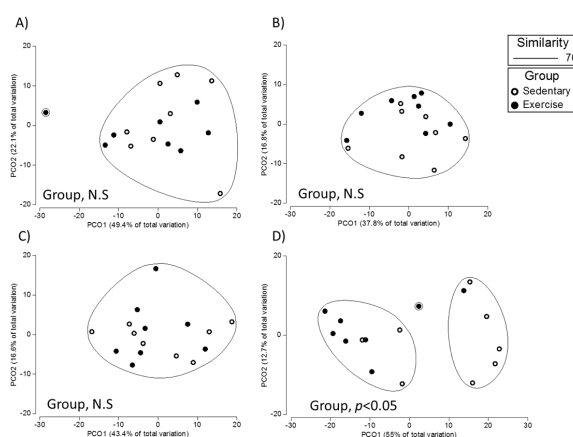 A)
20
10
0
-10
-20
PCO2 (22.1% of total variation)
-30
-20
-10
0
10
20
PCO1 (49.4% of total variation)
Group, N.S
B)
20
10
0
-10
-20
PCO2 (16.8% of total variation)
-30
-20
-10
0
10
20
PCO1 (37.8% of total variation)
Group, N.S
Similarity
Group
Sedentary
Exercise
C)
20
10
0
-10
-20
PCO2 (16.6% of total variation)
-30
-20
-10
0
10
20
PCO1 (43.4% of total variation)
Group, N.S
D)
20
10
0
-10
-20
PCO2 (12.7% of total variation)
-30
-20
-10
0
10
20
30
PCO1 (55% of total variation)
Group, p<0.05